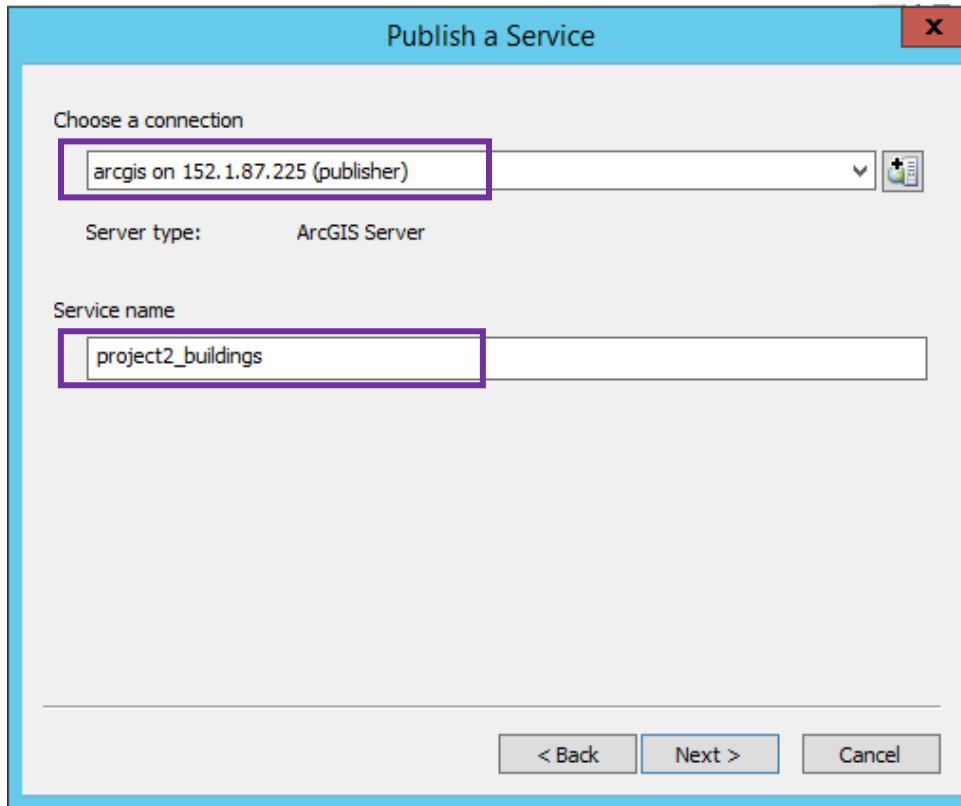 Publish a Service
x
Choose a connection
arcgis on 152.1.87.225 (publisher)
Server type: ArcGIS Server
Service name
project2_buildings
< Back Next > Cancel